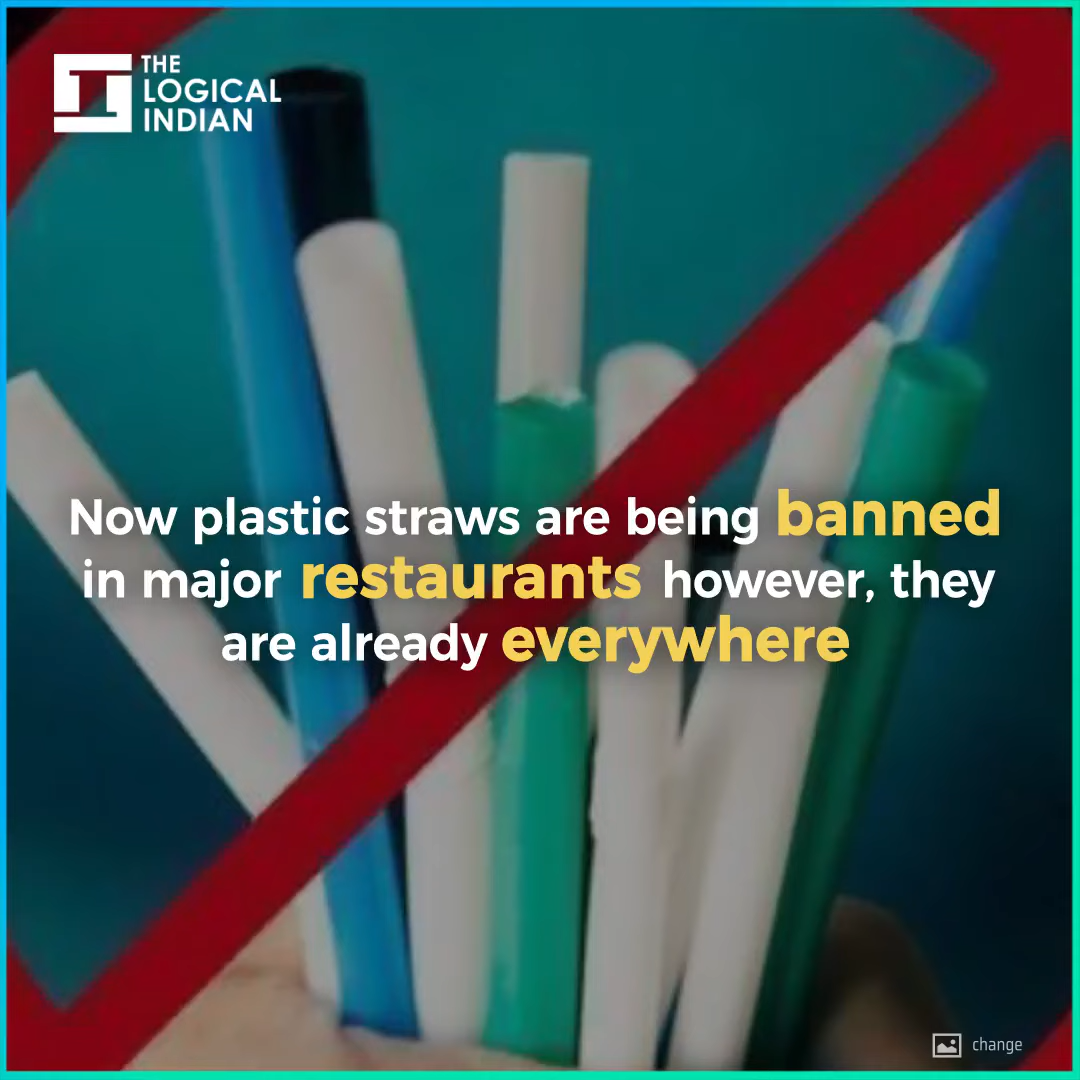 THE
LOGICAL
INDIAN
Now plastic straws are being banned
in major restaurants however, they
are already everywhere
change